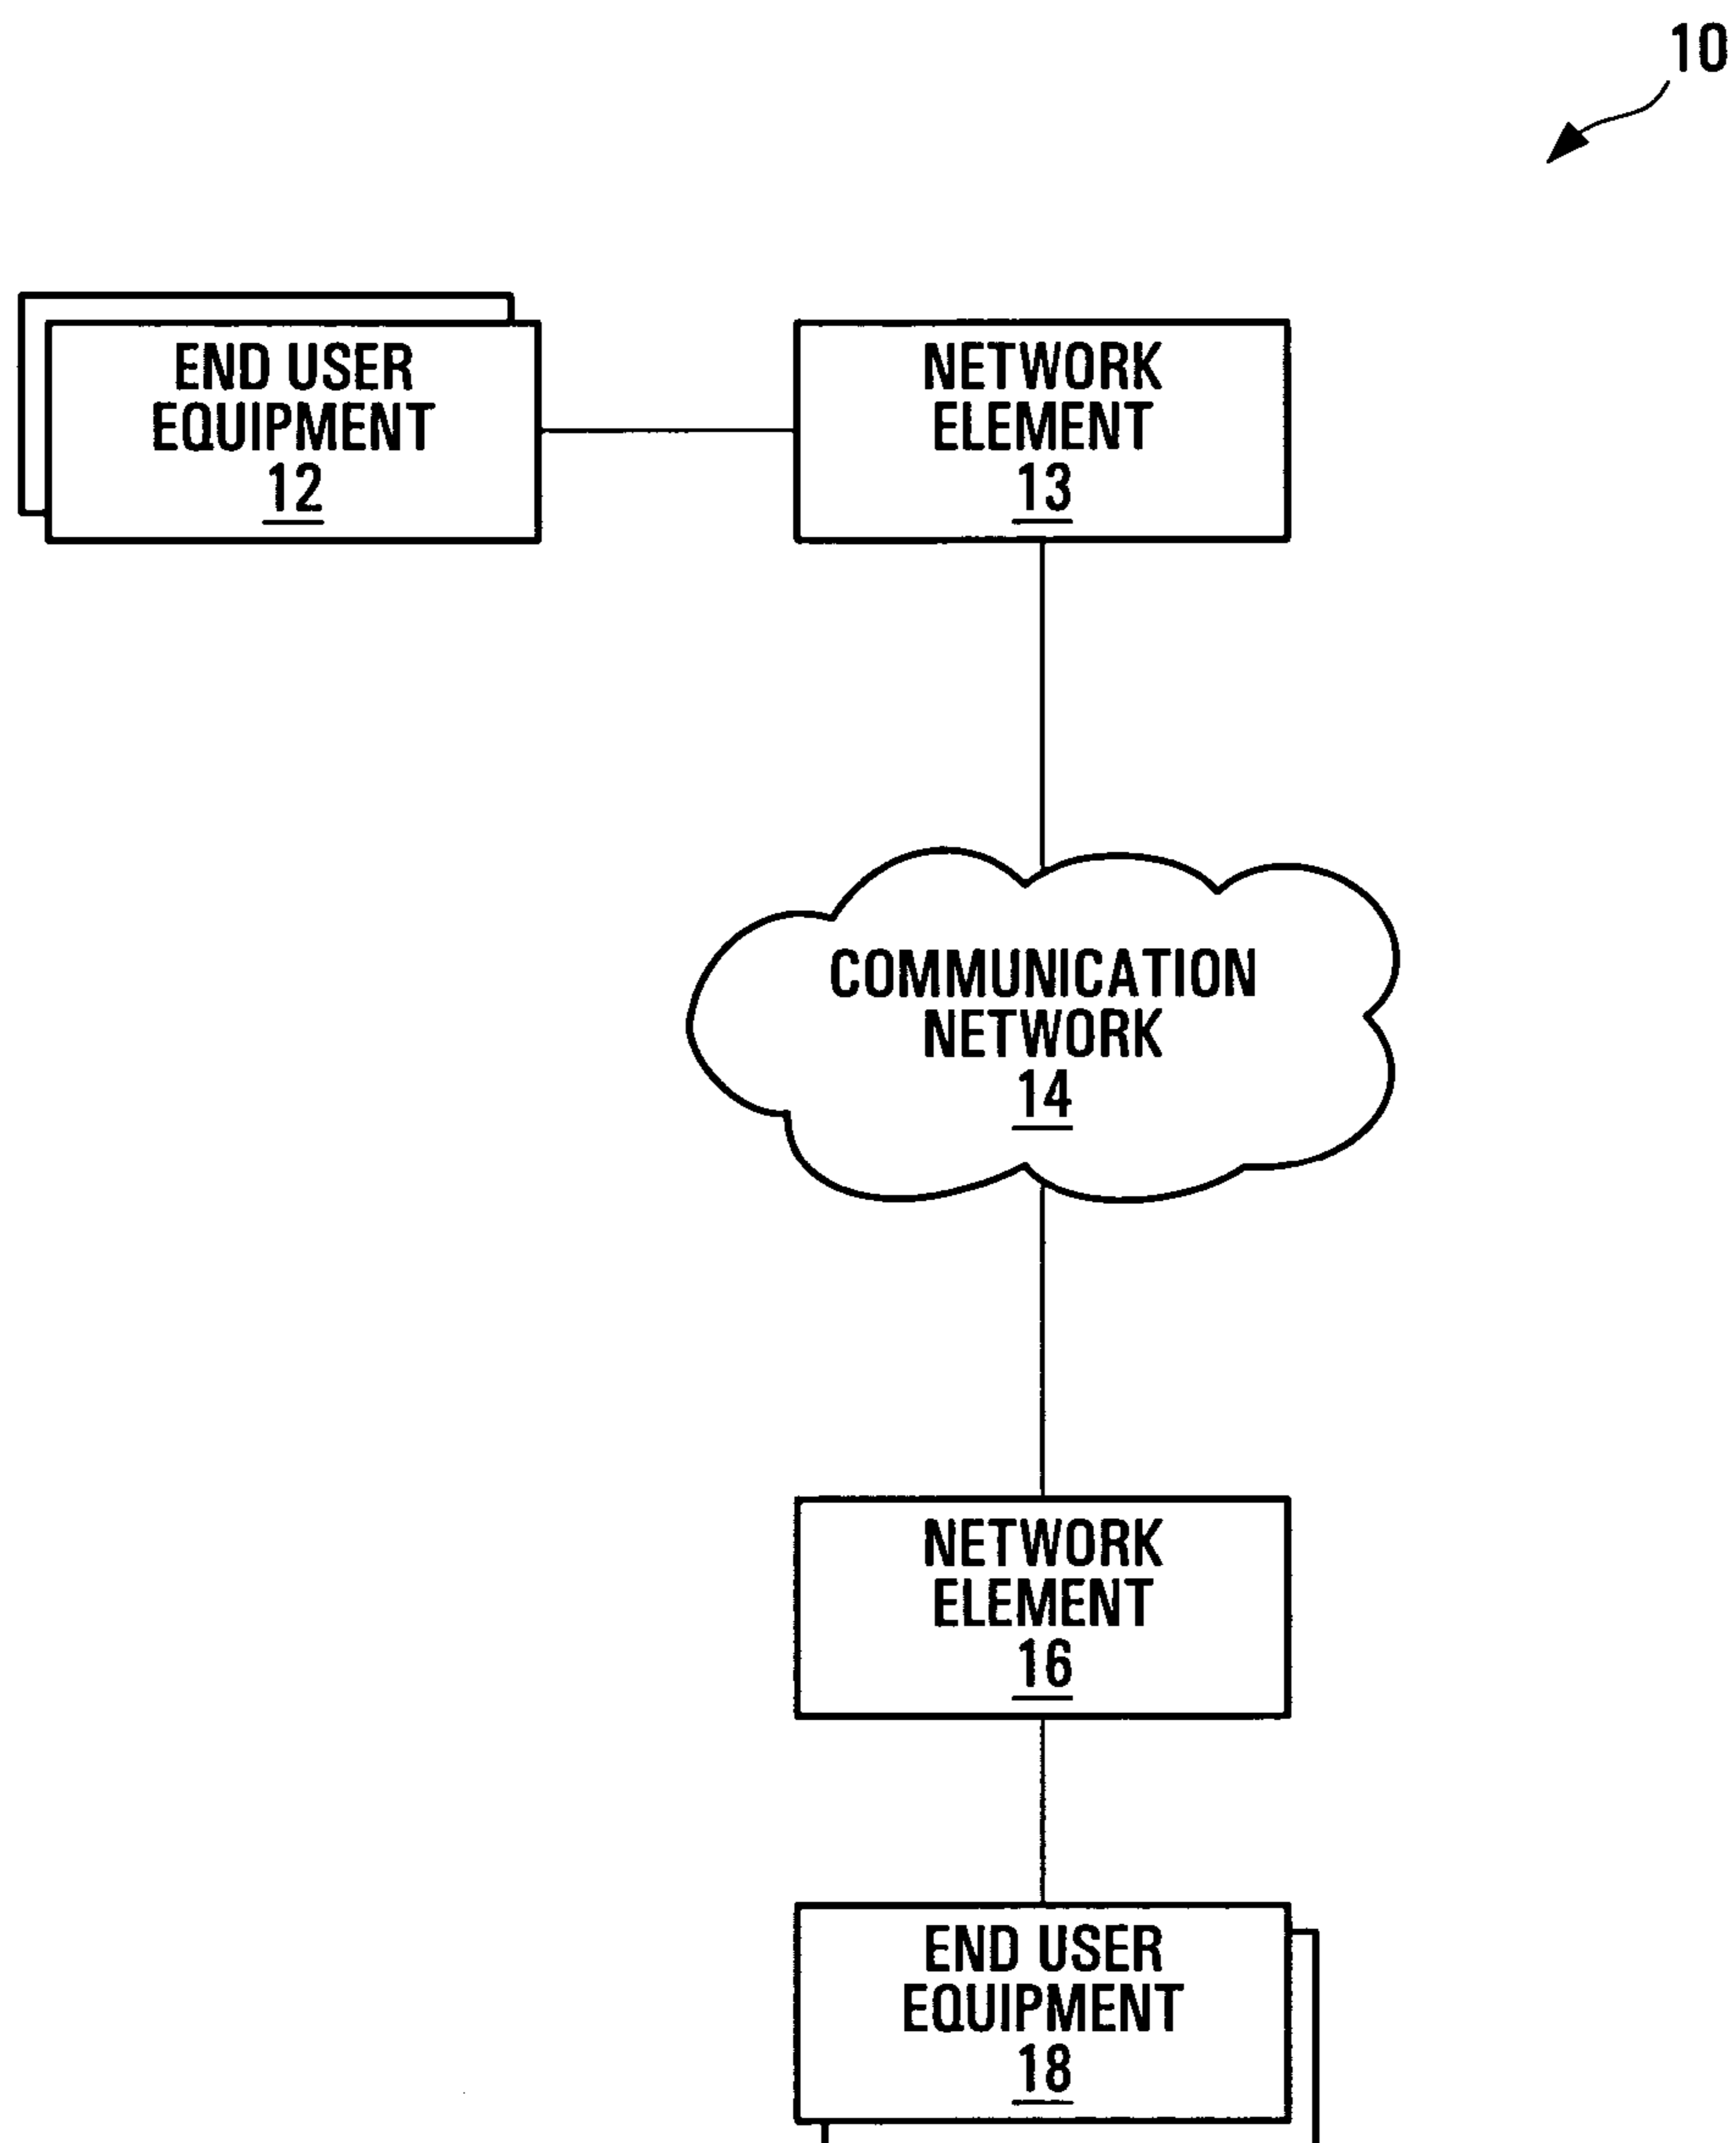 10
END USER
EQUIPMENT
12
NETWORK
ELEMENT
13
COMMUNICATION
NETWORK
14
NETWORK
ELEMENT
16
END USER
EQUIPMENT
18